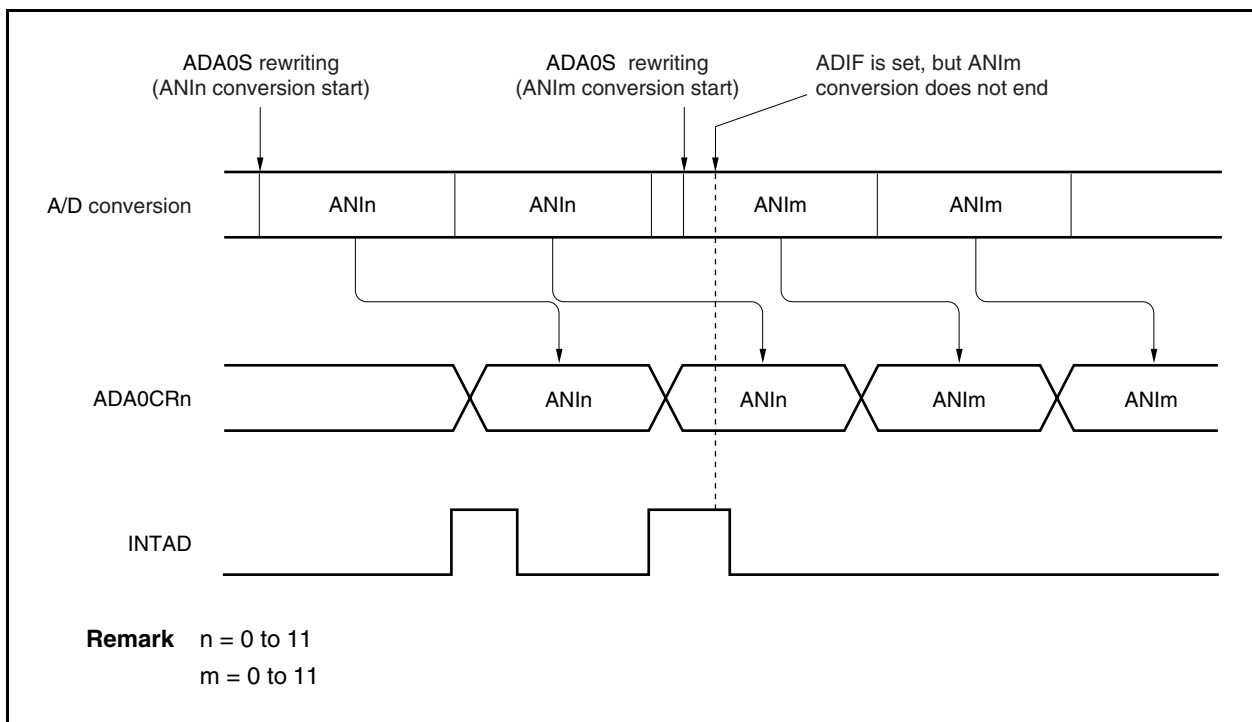 ADA0S rewriting
(ANIn conversion start)
ADA0S rewriting
(ANIm conversion start)
ADIF is set, but ANIm
conversion does not end
A/D conversion
ANIn
ANIn
ANIm
ANIm
ADA0CRn
ANIn
ANIn
ANIm
ANIm
INTAD
Remark n = 0 to 11
m = 0 to 11